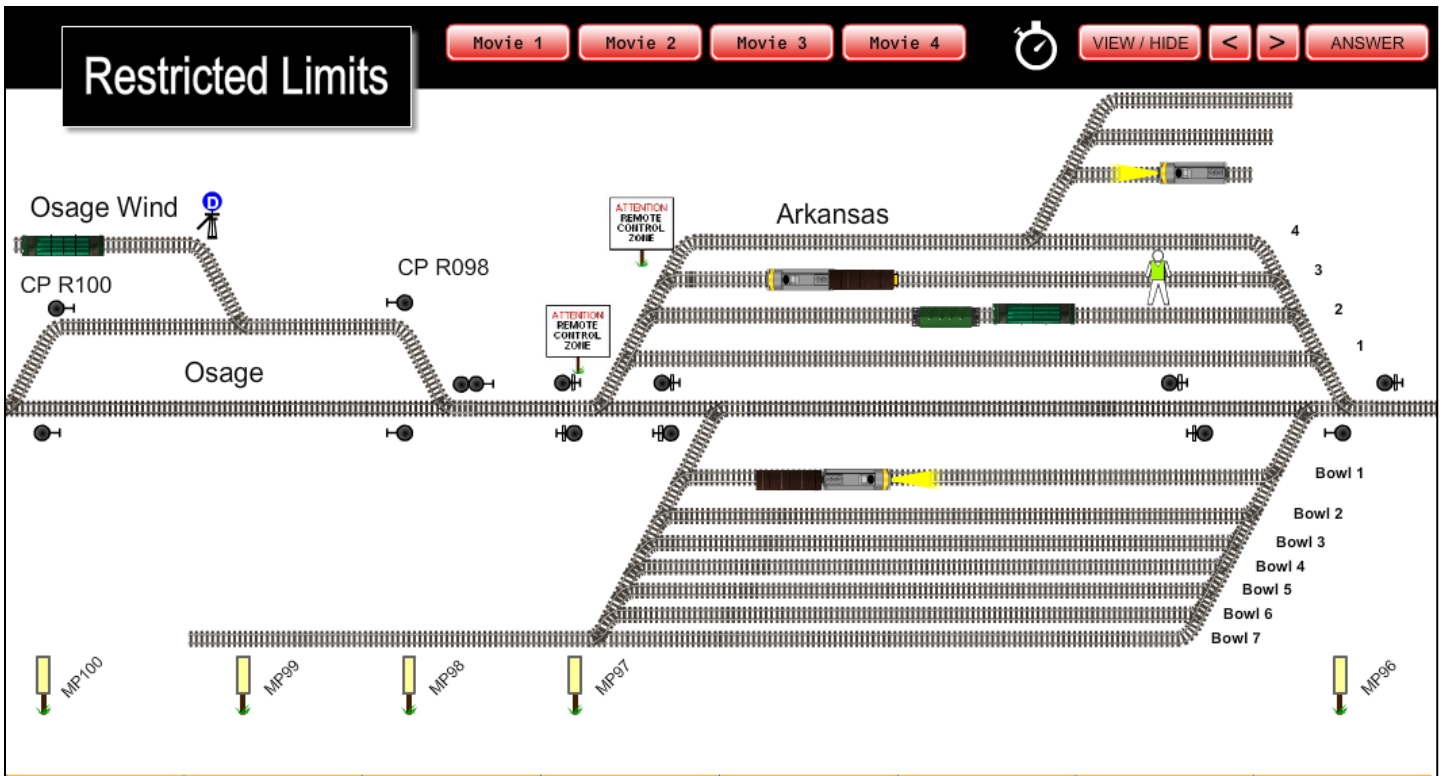 Movie 1
Movie 2
Movie 3
Movie 4
VIEW / HIDE
<
>
ANSWER
Restricted Limits
Osage Wind
D
ATTENTION
REMOTE
CONTROL
ZONE
Arkansas
4
CP R098
3
CP R100
ATTENTION
REMOTE
CONTROL
ZONE
2
1
Osage
Bowl 1
Bowl 2
Bowl 3
Bowl 4
Bowl 5
Bowl 6
Bowl 7
MP100
MP99
MP98
MP97
MP96